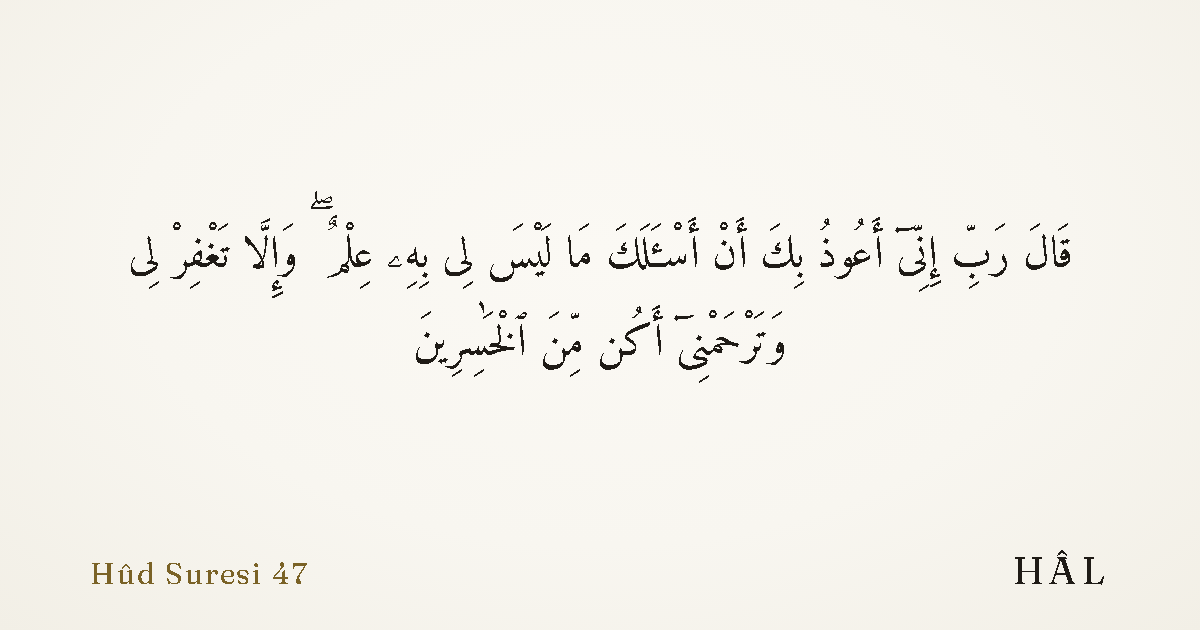 قَالَ رَبِّ إِنِّىٓ أَعُوذُ بِكَ أَنْ أَسْـَٔلَكَ مَا لَيْسَ لِى بِهِۦ عِلْمٌ ۖ وَإِلَّا تَغْفِرْ لِى
وَتَرْحَمْنِىٓ أَكُن مِّنَ ٱلْخَٰسِرِينَ
Hûd Suresi 47
HÂL